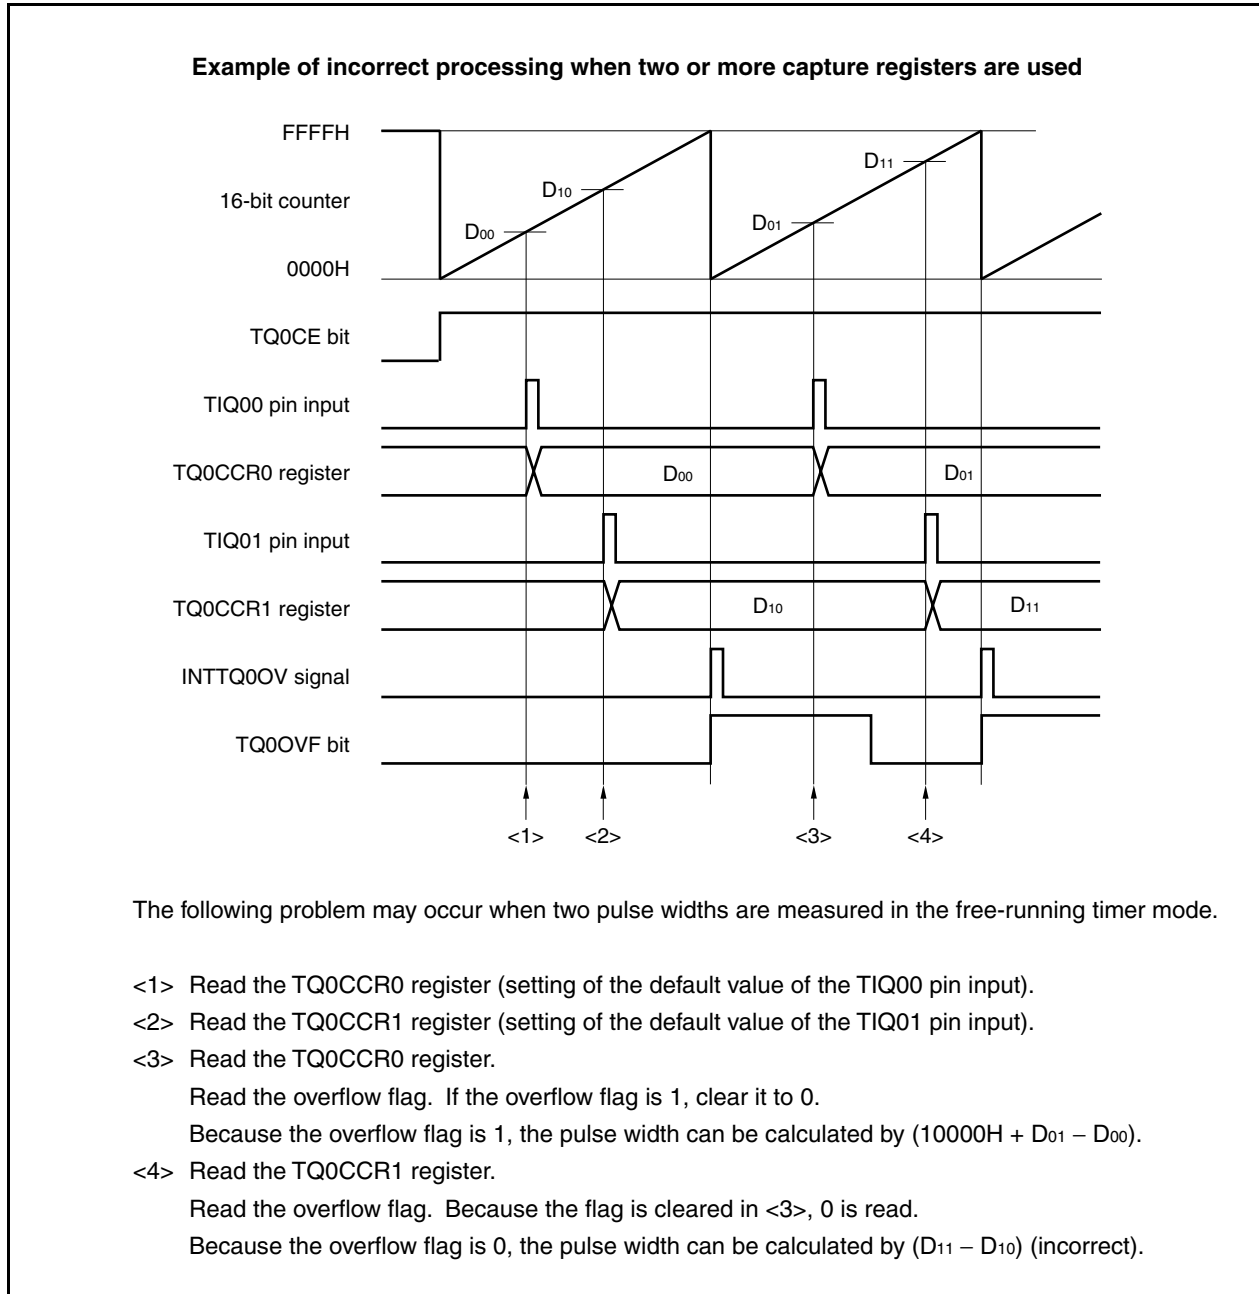 Example of incorrect processing when two or more capture registers are used
FFFFH
16-bit counter
0000H
D00
D10
D01
D11
TQ0CE bit
TIQ00 pin input
TQ0CCR0 register
D00
D01
TIQ01 pin input
TQ0CCR1 register
D10
D11
INTTQ0OV signal
TQ0OVF bit
<1> <2> <3> <4>
The following problem may occur when two pulse widths are measured in the free-running timer mode.
<1> Read the TQ0CCR0 register (setting of the default value of the TIQ00 pin input).
<2> Read the TQ0CCR1 register (setting of the default value of the TIQ01 pin input).
<3> Read the TQ0CCR0 register.
Read the overflow flag. If the overflow flag is 1, clear it to 0.
Because the overflow flag is 1, the pulse width can be calculated by (10000H + D01 − D00).
<4> Read the TQ0CCR1 register.
Read the overflow flag. Because the flag is cleared in <3>, 0 is read.
Because the overflow flag is 0, the pulse width can be calculated by (D11 − D10) (incorrect).